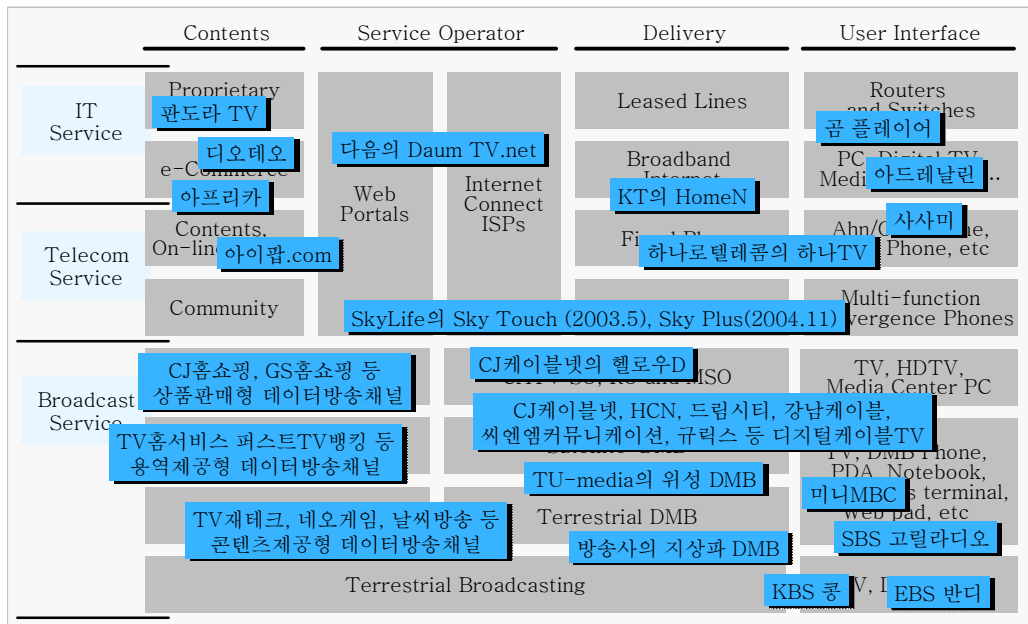 Contents
Service Operator
Delivery
User Interface
IT
Service
Proprietary
판도라 TV
디오데오
e-Commerce
아프리카
다음의 Daum TV.net
Web
Portals
Internet
Connect
ISPs
Leased Lines
Broadband
Internet
KT의 HomeN
Routers
and Switches
곰 플레이어
PC, Digital TV,
아드레날린
Telecom
Service
Contents,
아이팝.com
Community
하나로텔레콤의 하나TV
사사미
Phone, etc
SkyLife의 Sky Touch (2003.5), Sky Plus(2004.11)
Multi-function
Phones
Broadcast
Service
CJ홈쇼핑, GS홈쇼핑 등
상품판매형 데이터방송채널
CJ케이블넷의 헬로우D
and MSO
TV, HDTV,
Media Center PC
CJ케이블넷, HCN, 드림시티, 강남케이블,
씨엔엠커뮤니케이션, 큐릭스 등 디지털케이블TV
TV홈서비스 퍼스트TV뱅킹 등
용역제공형 데이터방송채널
TV, DMB Phone,
PDA, Notebook,
terminal,
Web pad, etc
TU-media의 위성 DMB
미니MBC
TV재테크, 네오게임, 날씨방송 등
콘텐츠제공형 데이터방송채널
Terrestrial DMB
방송사의 지상파 DMB
SBS 고릴라디오
Terrestrial Broadcasting
KBS 콩
EBS 반디